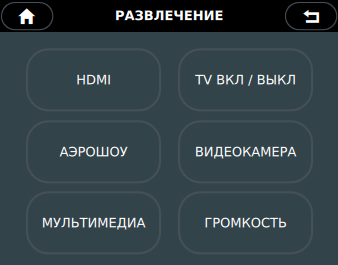 РАЗВЛЕЧЕНИЕ
HDMI
TV ВКЛ / ВЫКЛ
АЭРОШОУ
ВИДЕОКАМЕРА
МУЛЬТИМЕДИА
ГРОМКОСТЬ